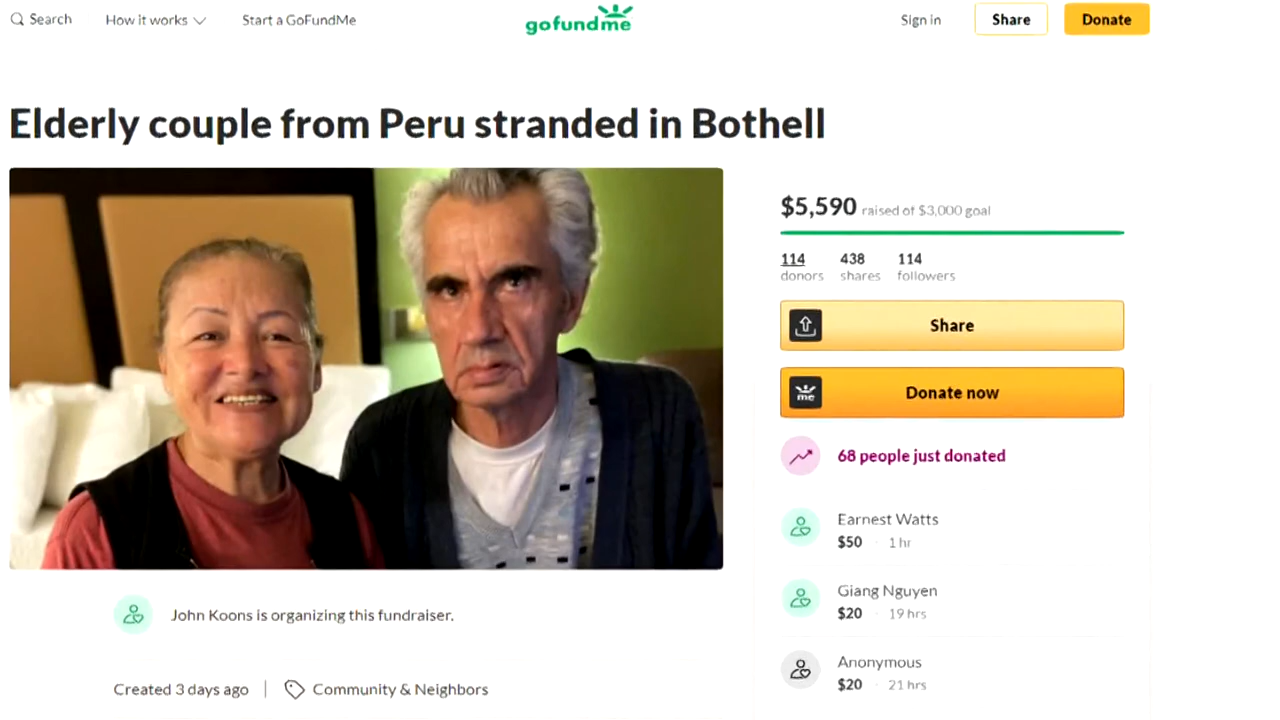 Search How it works Start a GoFundMe gofundme Sign in Share Donate
Elderly couple from Peru stranded in Bothell
$5,590 raised of $3,000 goal
114 438 114
donors shares followers
Share
me Donate now
68 people just donated
Earnest Watts
$50 · 1 hr
Giang Nguyen
$20 · 19 hrs
Anonymous
$20 · 21 hrs
John Koons is organizing this fundraiser.
Created 3 days ago | Community & Neighbors